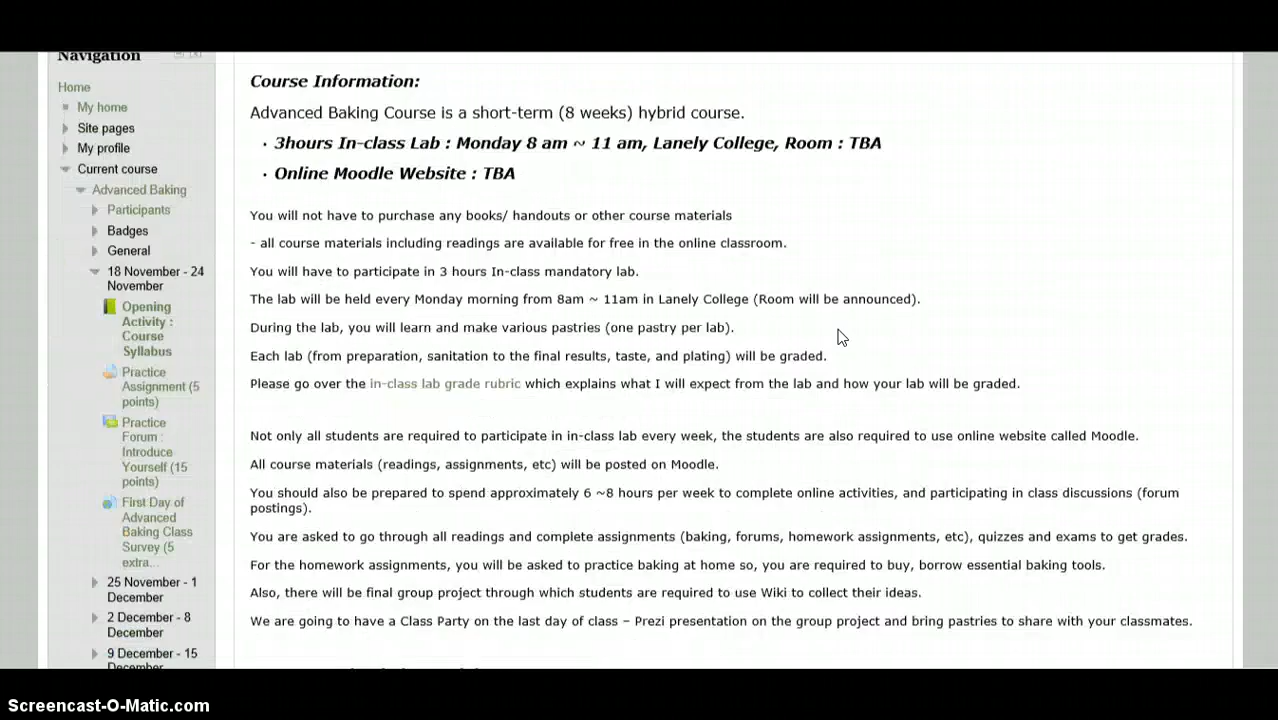 Navigation
Home
My home
Site pages
My profile
Current course
Advanced Baking
Participants
Badges
General
18 November - 24
November
Opening
Activity :
Course
Syllabus
Practice
Assignment (5
points)
Practice
Forum :
Introduce
Yourself (15
points)
First Day of
Advanced
Baking Class
Survey (5
extra...
25 November - 1
December
2 December - 8
December
9 December - 15
December
Course Information:
Advanced Baking Course is a short-term (8 weeks) hybrid course.
· 3hours In-class Lab : Monday 8 am ~ 11 am, Lanely College, Room : TBA
· Online Moodle Website : TBA
You will not have to purchase any books/ handouts or other course materials
- all course materials including readings are available for free in the online classroom.
You will have to participate in 3 hours In-class mandatory lab.
The lab will be held every Monday morning from 8am ~ 11am in Lanely College (Room will be announced).
During the lab, you will learn and make various pastries (one pastry per lab).
Each lab (from preparation, sanitation to the final results, taste, and plating) will be graded.
Please go over the in-class lab grade rubric which explains what I will expect from the lab and how your lab will be graded.
Not only all students are required to participate in in-class lab every week, the students are also required to use online website called Moodle.
All course materials (readings, assignments, etc) will be posted on Moodle.
You should also be prepared to spend approximately 6 ~8 hours per week to complete online activities, and participating in class discussions (forum
postings).
You are asked to go through all readings and complete assignments (baking, forums, homework assignments, etc), quizzes and exams to get grades.
For the homework assignments, you will be asked to practice baking at home so, you are required to buy, borrow essential baking tools.
Also, there will be final group project through which students are required to use Wiki to collect their ideas.
We are going to have a Class Party on the last day of class – Prezi presentation on the group project and bring pastries to share with your classmates.
Screencast-O-Matic.com